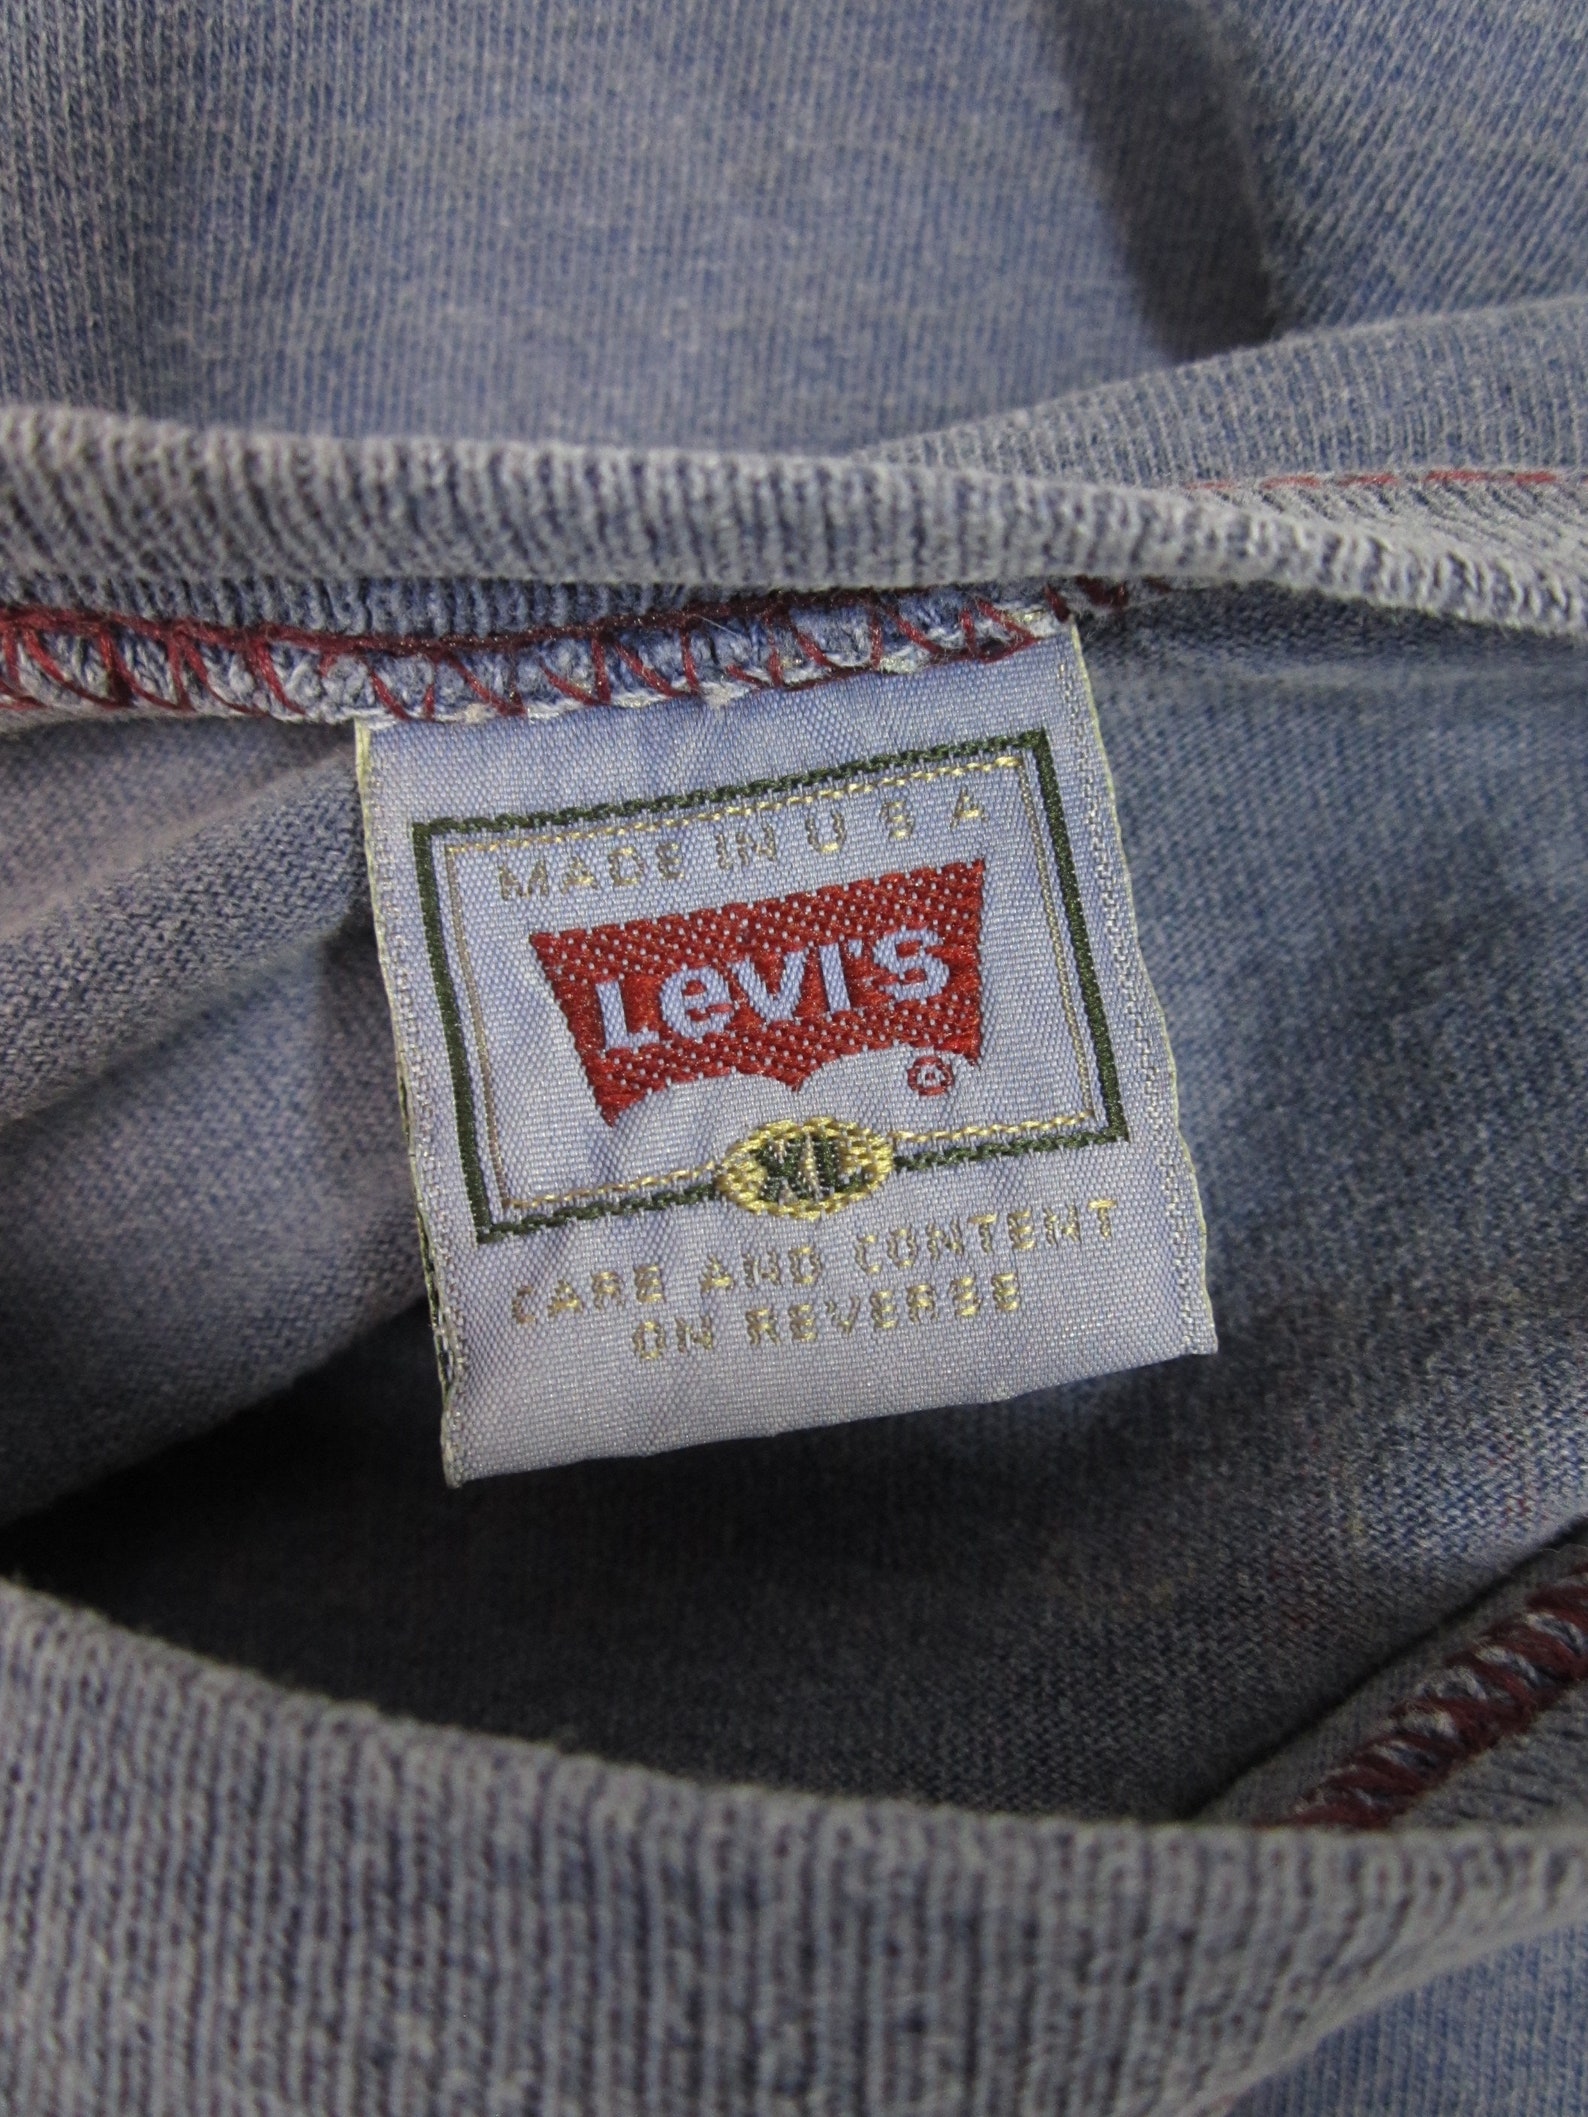 MADE IN U S A
Levi's
®
XL
CARE AND CONTENT
ON REVERSE